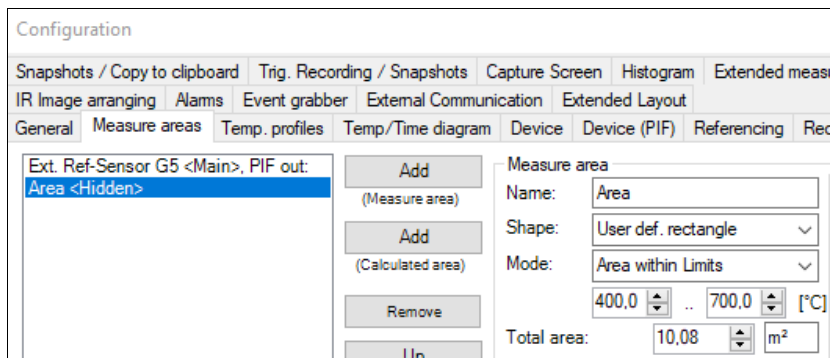 Configuration
Snapshots / Copy to clipboard Trig. Recording / Snapshots Capture Screen Histogram Extended
IR Image arranging Alarms Event grabber External Communication Extended Layout
General Measure areas Temp. profiles Temp/Time diagram Device Device (PIF) Referencing
Ext. Ref-Sensor G5 <Main>, PIF out:
Area <Hidden>
Add
(Measure area)
Add
(Calculated area)
Remove
Up
Measure area
Name: Area
Shape: User def. rectangle
Mode: Area within Limits
400,0 .. 700,0 [°C]
Total area: 10,08 m²